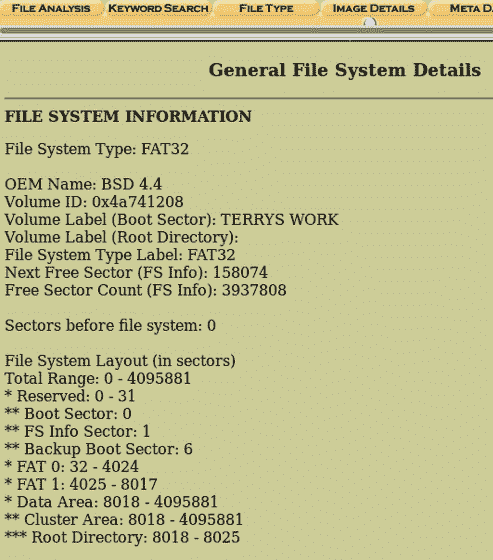 FILE ANALYSIS KEYWORD SEARCH FILE TYPE IMAGE DETAILS META D
General File System Details
FILE SYSTEM INFORMATION
File System Type: FAT32
OEM Name: BSD 4.4
Volume ID: 0x4a741208
Volume Label (Boot Sector): TERRYS WORK
Volume Label (Root Directory):
File System Type Label: FAT32
Next Free Sector (FS Info): 158074
Free Sector Count (FS Info): 3937808
Sectors before file system: 0
File System Layout (in sectors)
Total Range: 0 - 4095881
* Reserved: 0 - 31
** Boot Sector: 0
** FS Info Sector: 1
** Backup Boot Sector: 6
* FAT 0: 32 - 4024
* FAT 1: 4025 - 8017
* Data Area: 8018 - 4095881
** Cluster Area: 8018 - 4095881
*** Root Directory: 8018 - 8025